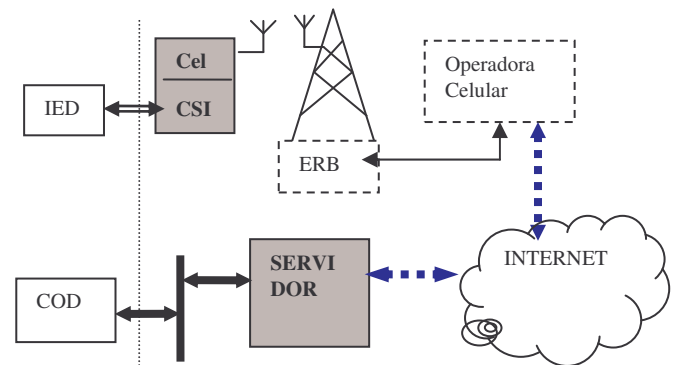 Cel
CSI
IED
ERB
Operadora
Celular
COD
SERVI
DOR
INTERNET